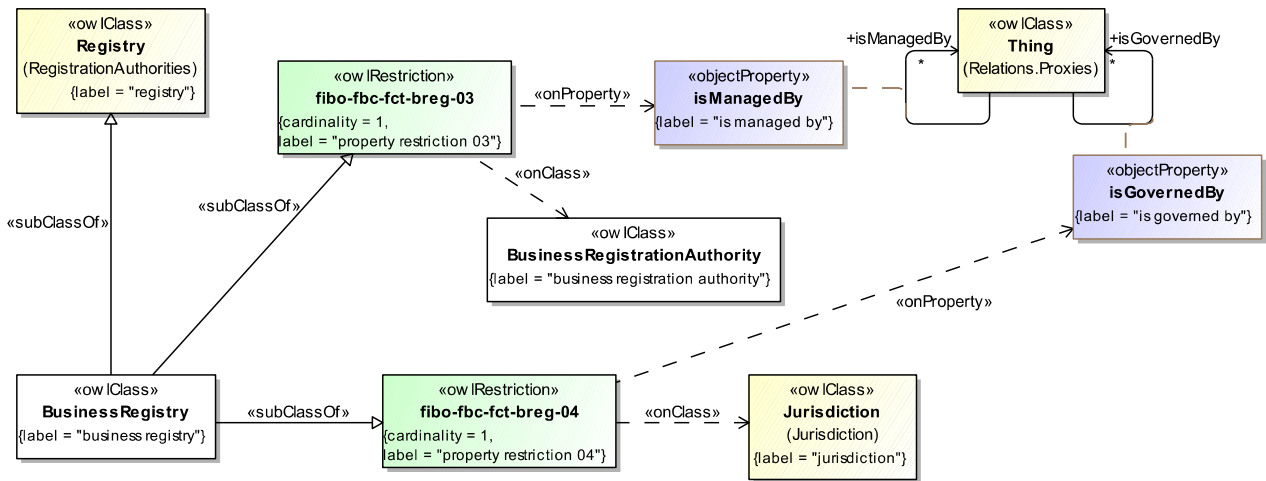 «owlClass»
Registry
(RegistrationAuthorities)
{label = "registry"}
«owlRestriction»
fibo-fbc-fct-breg-03
{cardinality = 1,
label = "property restriction 03"}
«onProperty»
«objectProperty»
isManagedBy
{label = "is managed by"}
+isManagedBy
*
«owlClass»
Thing
(Relations.Proxies)
+isGovernedBy
*
«objectProperty»
isGovernedBy
{label = "is governed by"}
«onClass»
«subClassOf»
«subClassOf»
«owlClass»
BusinessRegistrationAuthority
{label = "business registration authority"}
«onProperty»
«owlClass»
BusinessRegistry
{label = "business registry"}
«subClassOf»
«owlRestriction»
fibo-fbc-fct-breg-04
{cardinality = 1,
label = "property restriction 04"}
«onClass»
«owlClass»
Jurisdiction
(Jurisdiction)
{label = "jurisdiction"}